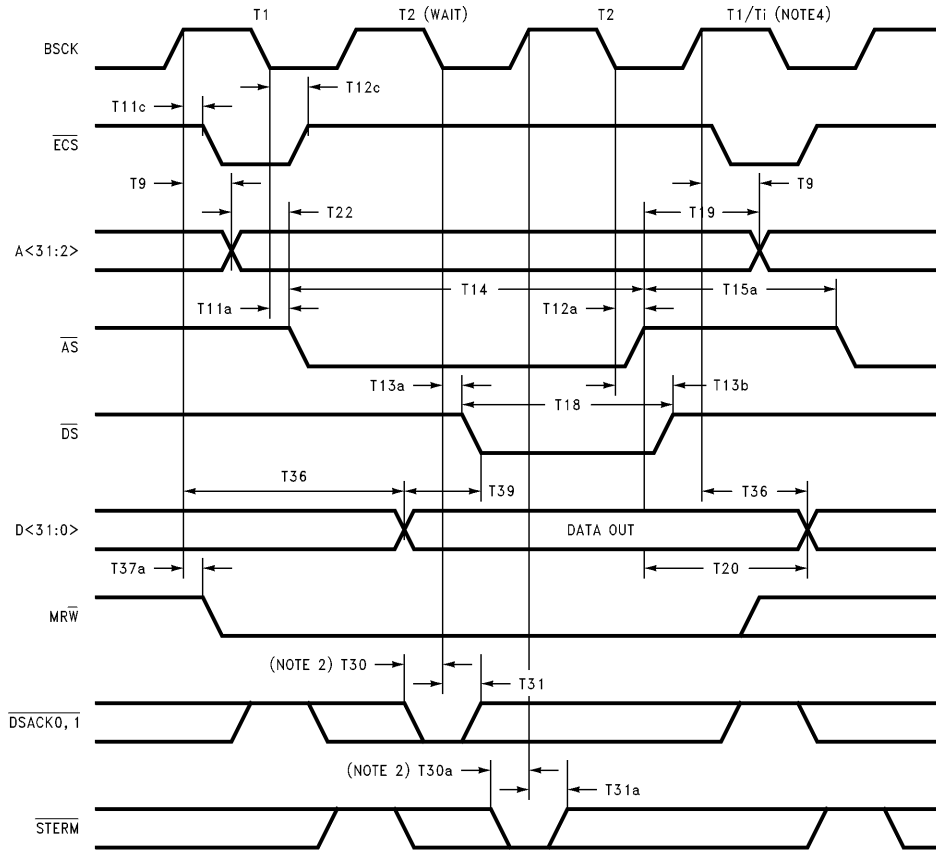 T1 T2 (WAIT) T2 T1/Ti (NOTE4)
BSCK
T11c T12c
ECS
T9 T9
T22 T19
A<31:2>
T14 T15a
T11a T12a
AS
T13a T13b
T18
DS
T36 T39 T36
D<31:0> DATA OUT
T37a T20
MRW
(NOTE 2) T30
T31
DSACK0,1
(NOTE 2) T30a
T31a
STERM